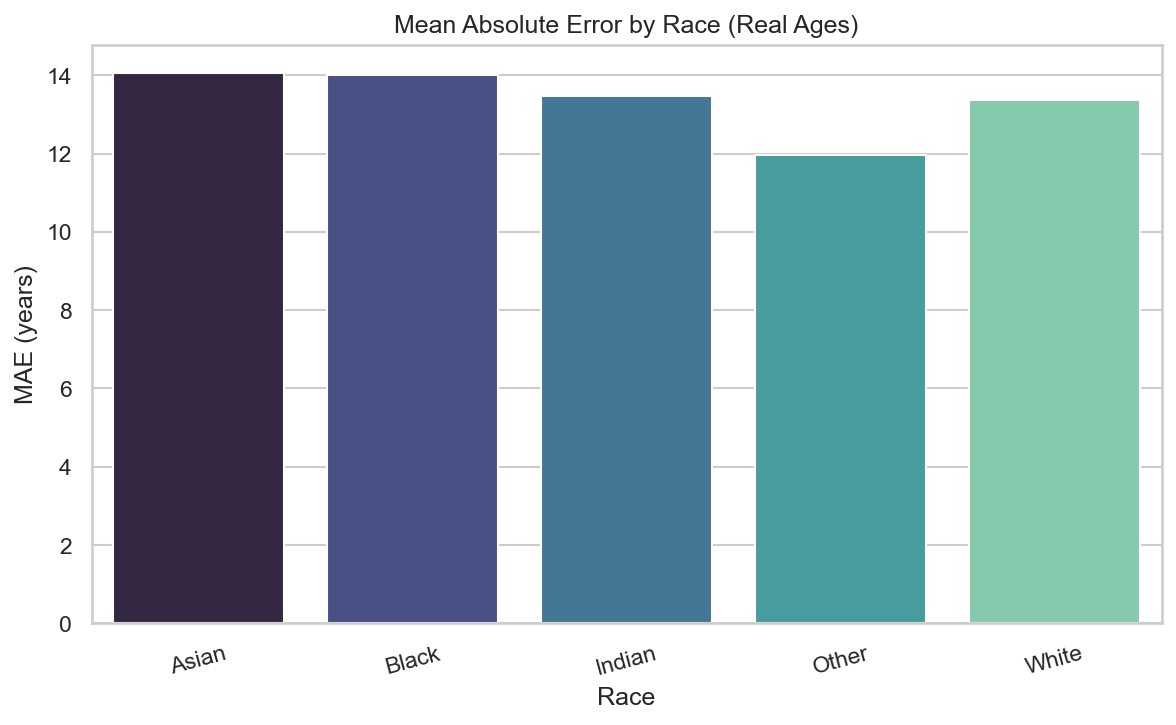 Mean Absolute Error by Race (Real Ages)
MAE (years)
14
12
10
8
6
4
2
0
Asian
Black
Indian
Other
White
Race